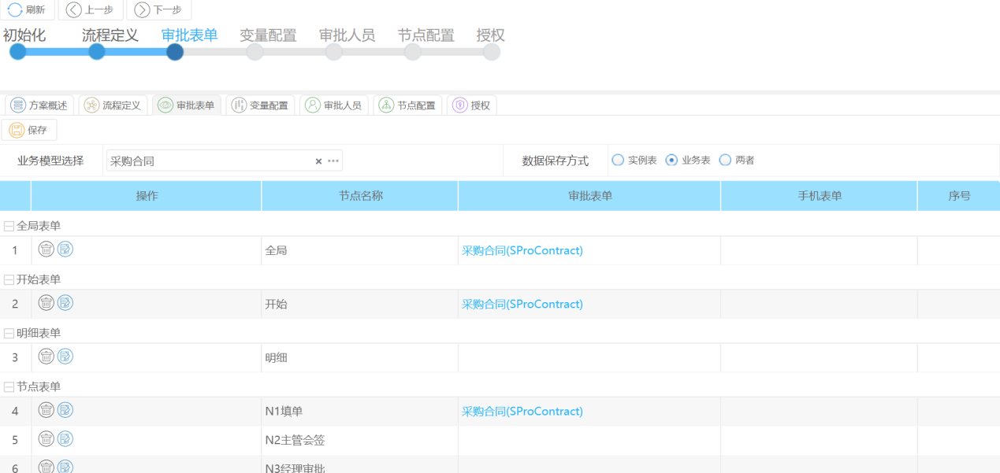 刷新 上一步 下一步
初始化 流程定义 审批表单 变量配置 审批人员 节点配置 授权
方案概述 流程定义 审批表单 变量配置 审批人员 节点配置 授权
保存
业务模型选择 采购合同 × ••• 数据保存方式 实例表 业务表 两者
操作 节点名称 审批表单 手机表单 序号
全局表单
1 全局 采购合同(SProContract)
开始表单
2 开始 采购合同(SProContract)
明细表单
3 明细
节点表单
4 N1填单 采购合同(SProContract)
5 N2主管会签
6 N3经理审批